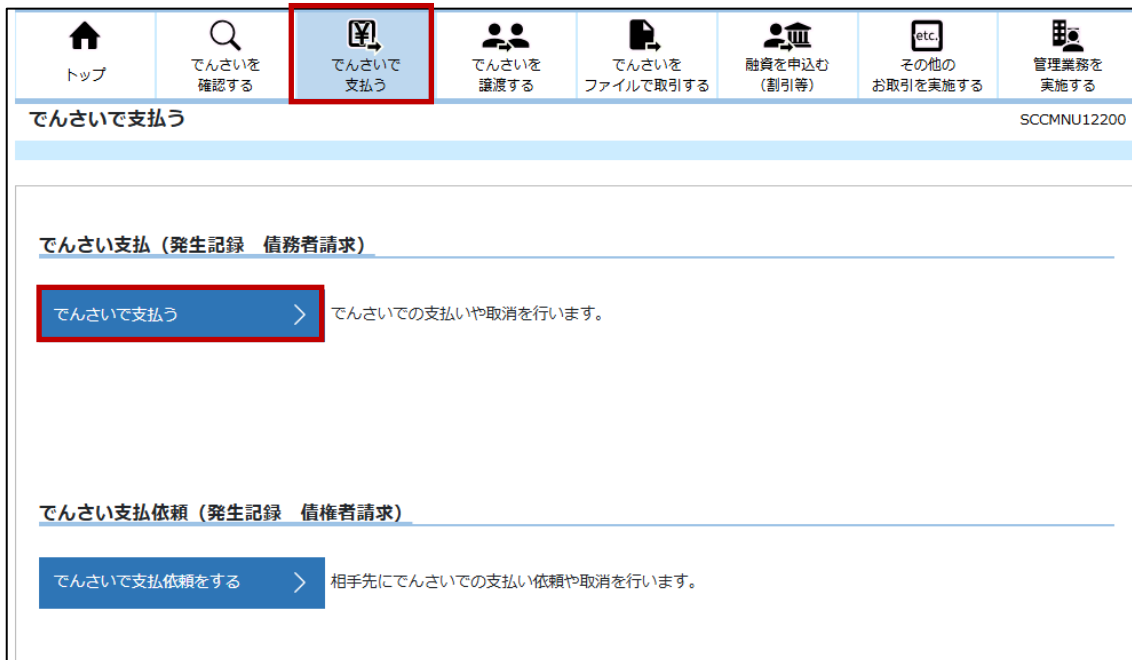 トップ
でんさいを
確認する
でんさいで
支払う
でんさいを
譲渡する
でんさいを
ファイルで取引する
融資を申込む
(割引等)
etc.
その他の
お取引を実施する
管理業務を
実施する
でんさいで支払う
SCCMNU12200
でんさい支払(発生記録　債務者請求)
でんさいで支払う
でんさいでの支払いや取消を行います。
でんさい支払依頼(発生記録　債権者請求)
でんさいで支払依頼をする
相手先にでんさいでの支払い依頼や取消を行います。